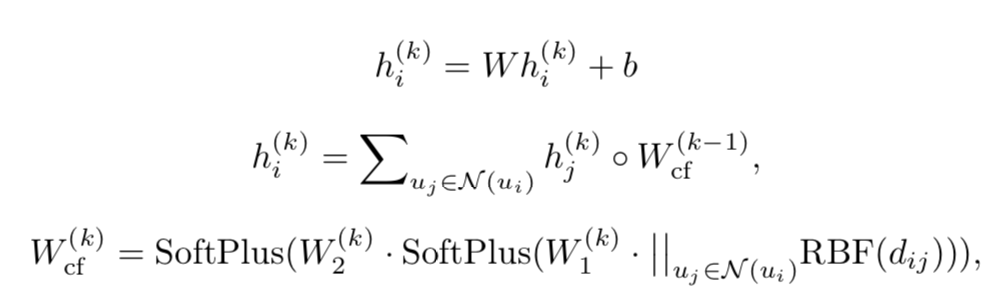 h_i^{(k)} = Wh_i^{(k)} + b
h_i^{(k)} = \sum_{u_j \in \mathcal{N}(u_i)} h_j^{(k)} \circ W_{\text{cf}}^{(k-1)},
W_{\text{cf}}^{(k)} = \text{SoftPlus}(W_2^{(k)} \cdot \text{SoftPlus}(W_1^{(k)} \cdot ||_{u_j \in \mathcal{N}(u_i)} \text{RBF}(d_{ij}))),